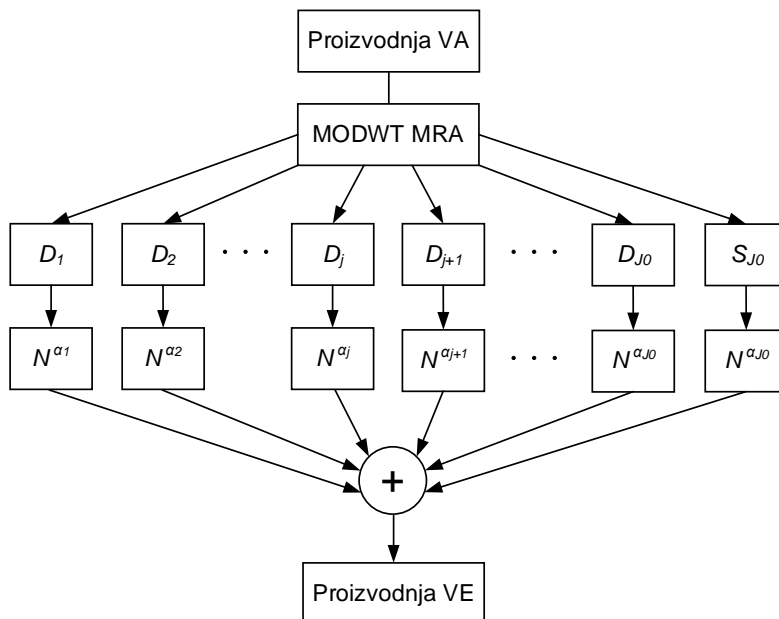 Proizvodnja VA
MODWT MRA
D1 D2 · · · Dj Dj+1 · · · DJ0 SJ0
Nα1 Nα2 Nαj Nαj+1 · · · NαJ0 NαJ0
+
Proizvodnja VE